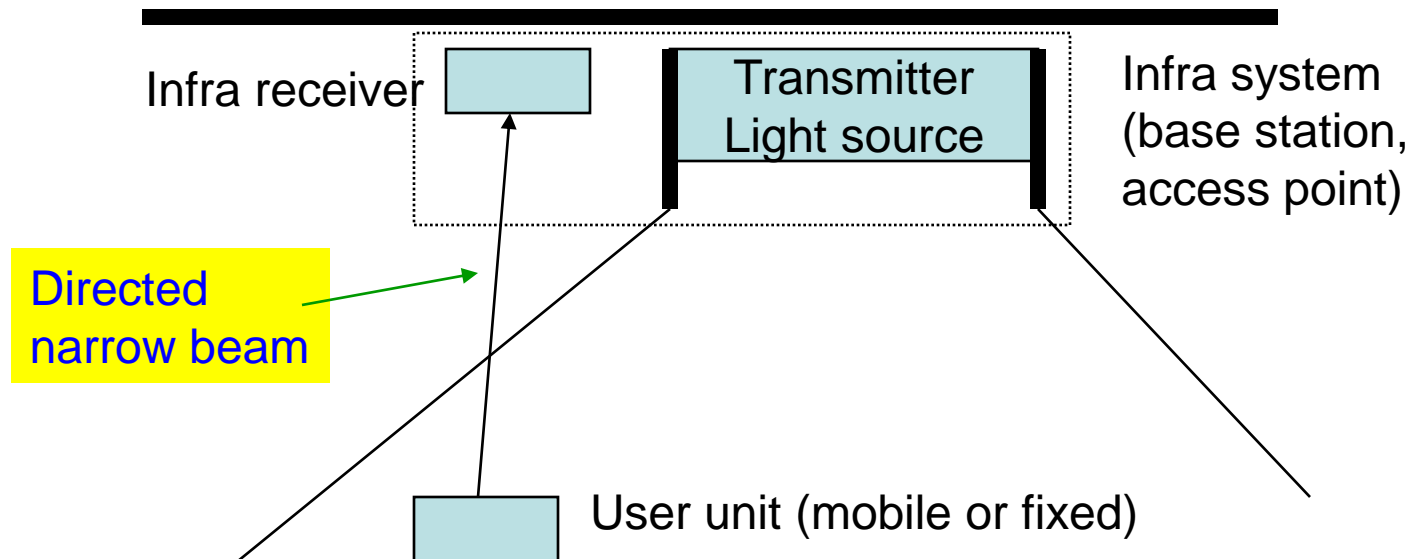 Infra receiver
Transmitter
Light source
Infra system
(base station,
access point)
Directed
narrow beam
User unit (mobile or fixed)